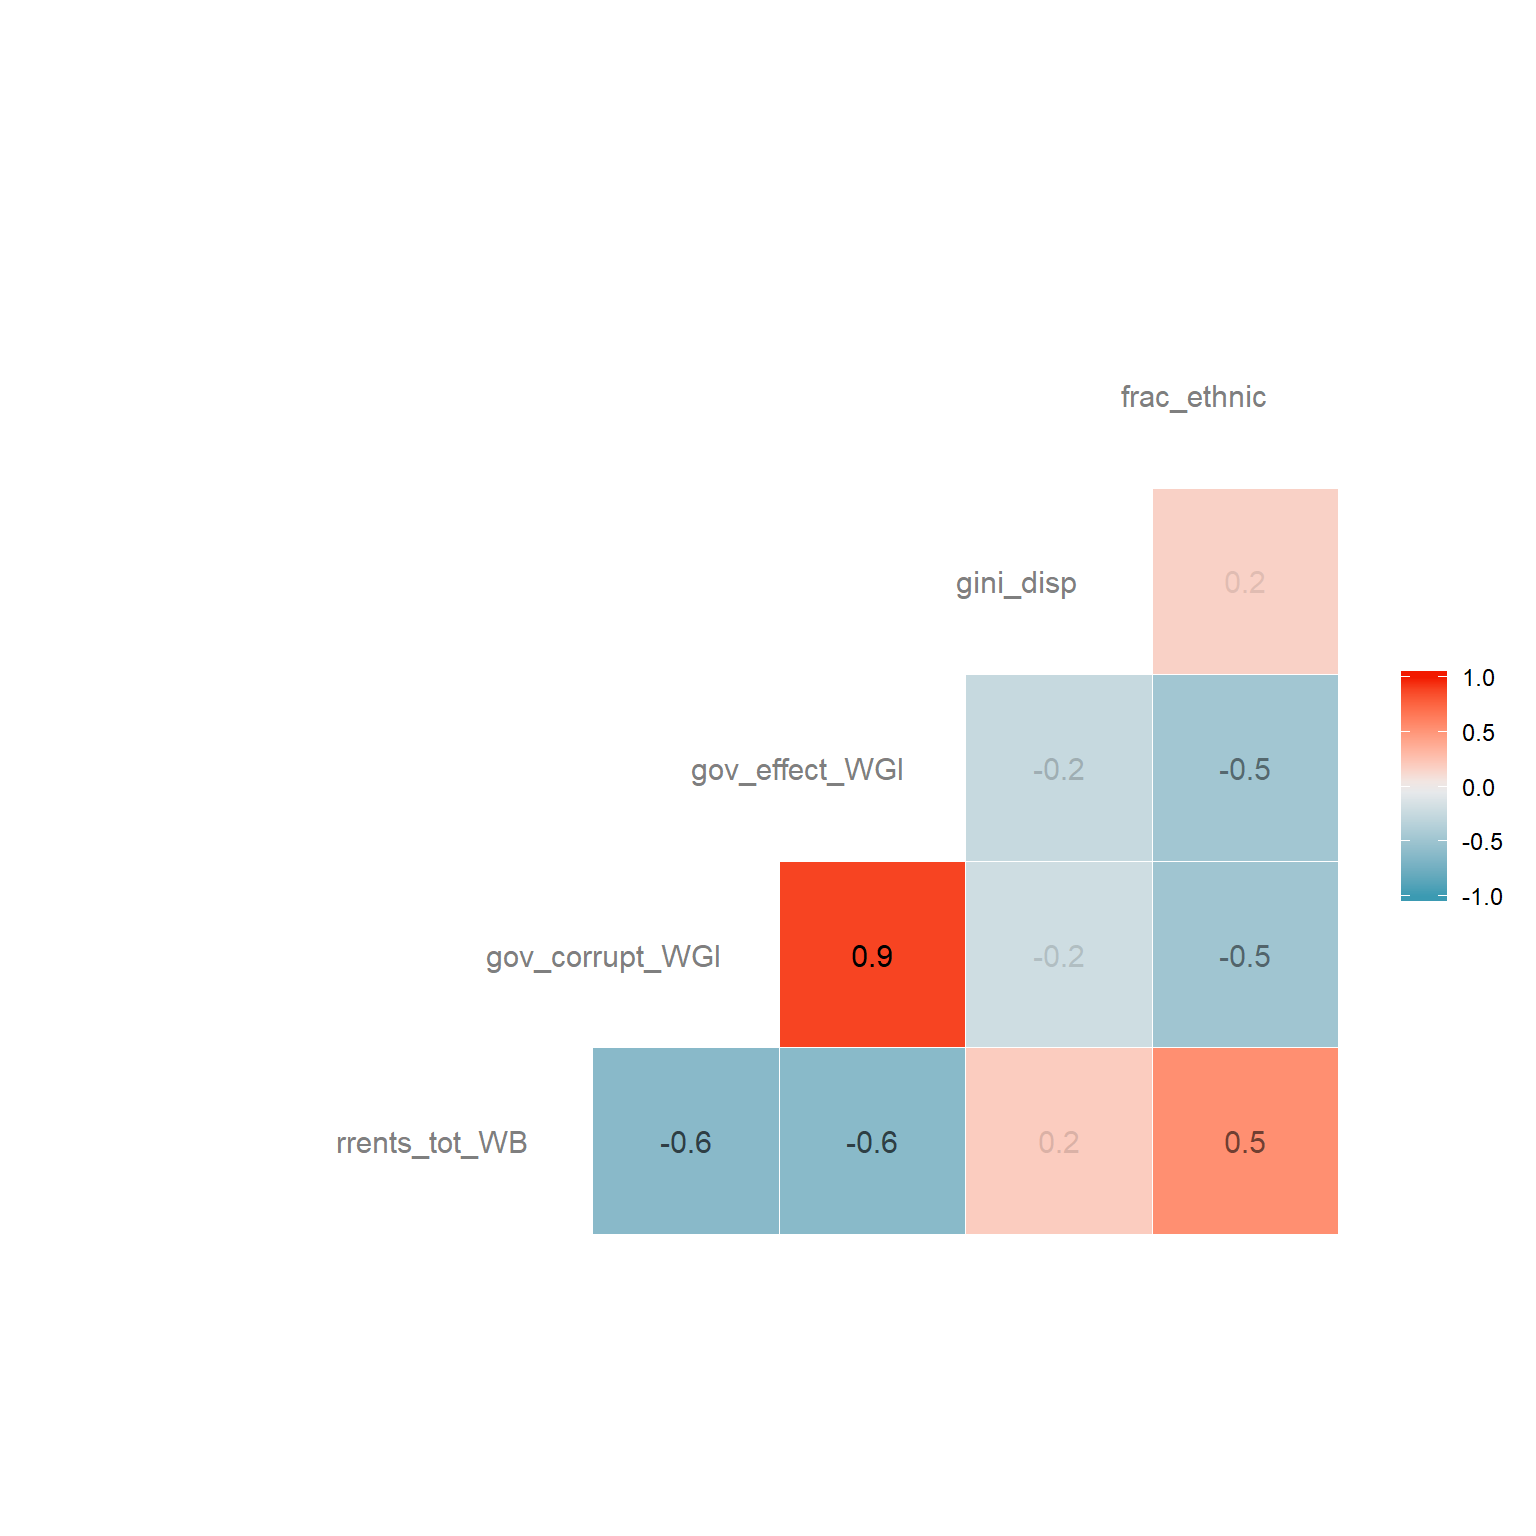 frac_ethnic
gini_disp 0.2
gov_effect_WGI -0.2 -0.5
gov_corrupt_WGI 0.9 -0.2 -0.5
rrents_tot_WB -0.6 -0.6 0.2 0.5
1.0
0.5
0.0
-0.5
-1.0